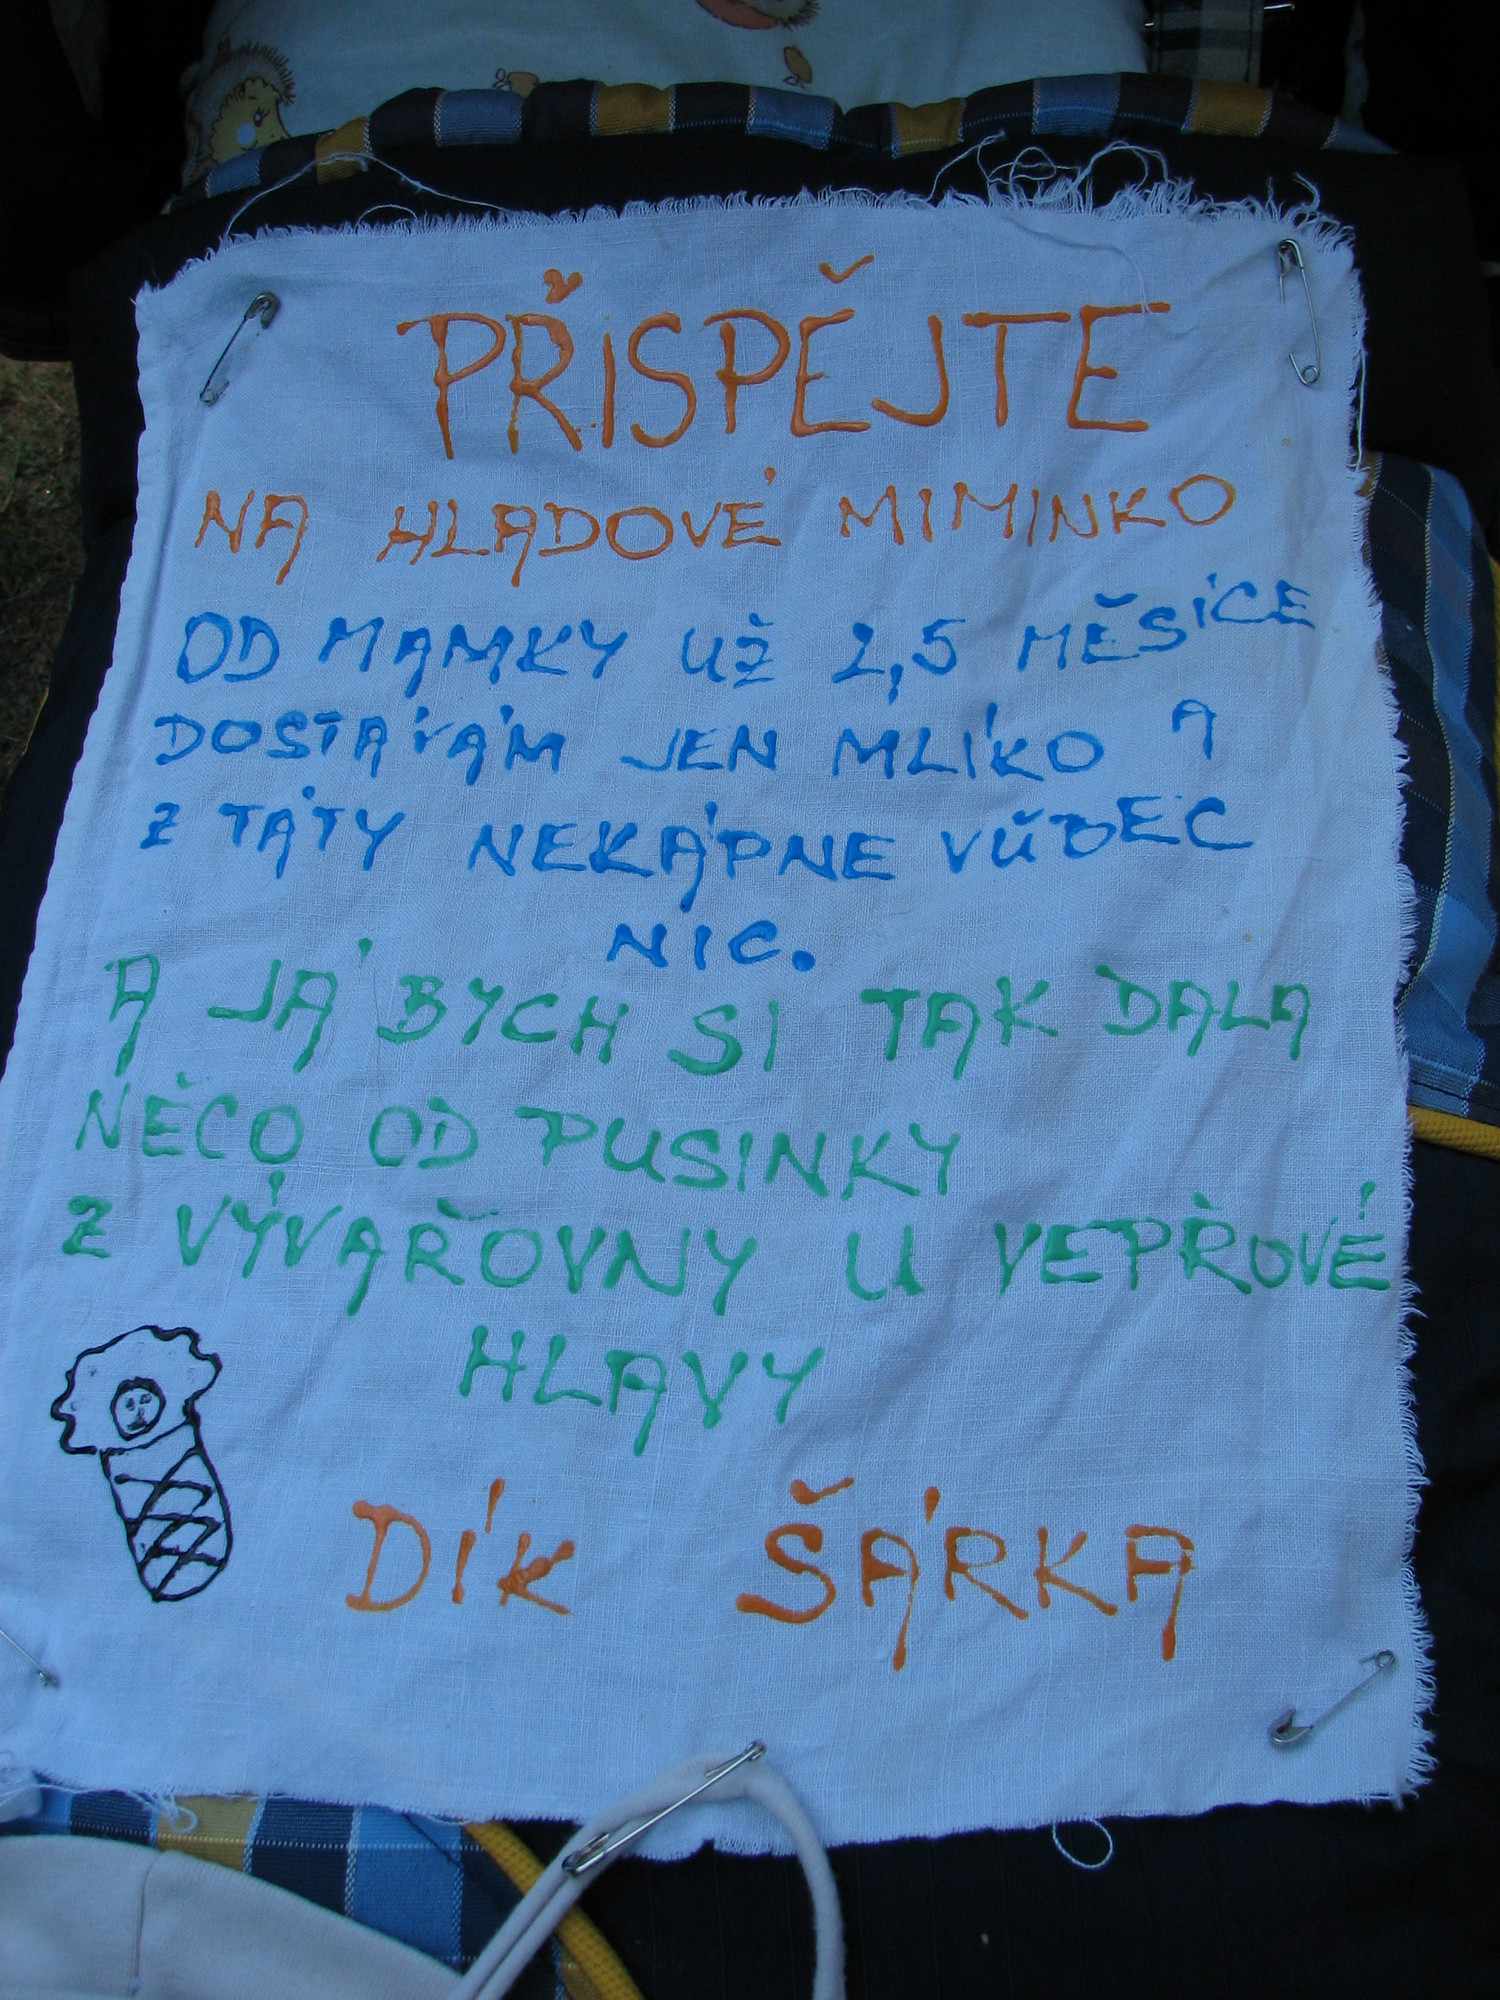 PŘISPĚJTE
NA HLADOVÉ MIMINKO
OD MAMKY UŽ 2,5 MĚSÍCE
DOSTÁVÁM JEN MLÍKO A
Z TÁTY NEKÁPNE VŮBEC
NIC.
A JÁ BYCH SI TAK DALA
NĚCO OD PUSINKY
Z VÝVAŘOVNY U VEPŘOVÉ
HLAVY
DÍK ŠÁRKA